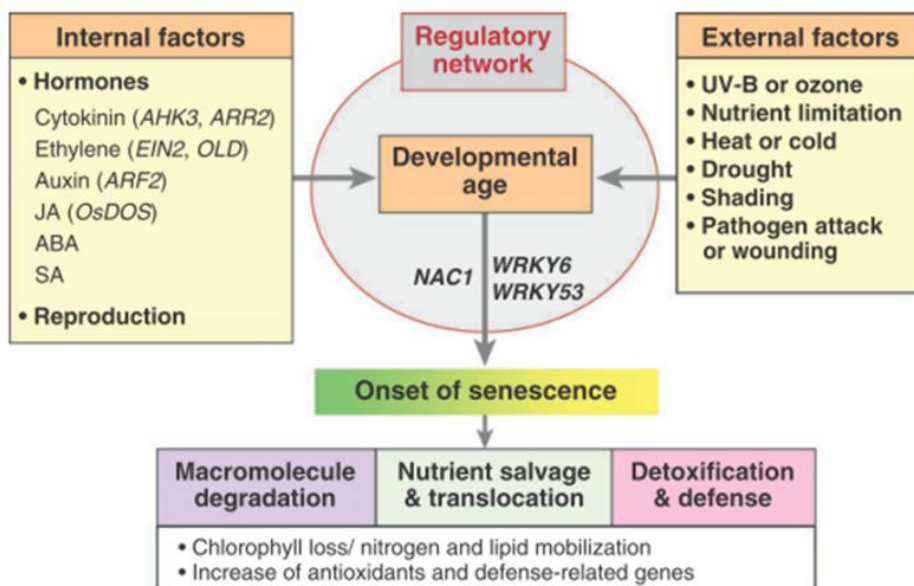 Internal factors
• Hormones
Cytokinin (AHK3, ARR2)
Ethylene (EIN2, OLD)
Auxin (ARF2)
JA (OsDOS)
ABA
SA
• Reproduction
Regulatory
network
Developmental
age
NAC1
WRKY6
WRKY53
External factors
• UV-B or ozone
• Nutrient limitation
• Heat or cold
• Drought
• Shading
• Pathogen attack
or wounding
Onset of senescence
Macromolecule
degradation
Nutrient salvage
& translocation
Detoxification
& defense
• Chlorophyll loss/ nitrogen and lipid mobilization
• Increase of antioxidants and defense-related genes